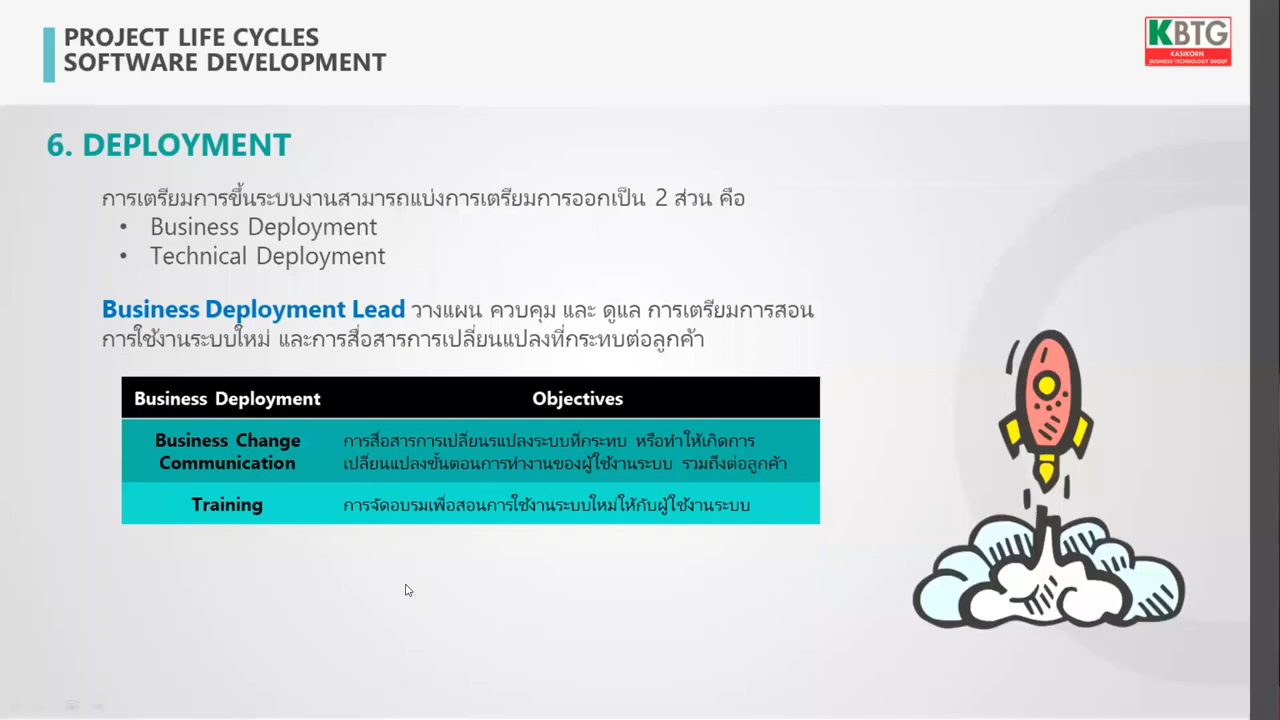 PROJECT LIFE CYCLES
SOFTWARE DEVELOPMENT
KBTG
KASIKORN
BUSINESS-TECHNOLOGY GROUP
6. DEPLOYMENT
การเตรียมการขึ้นระบบงานสามารถแบ่งการเตรียมการออกเป็น 2 ส่วน คือ
• Business Deployment
• Technical Deployment
Business Deployment Lead วางแผน ควบคุม และ ดูแล การเตรียมการสอน
การใช้งานระบบใหม่ และการสื่อสารการเปลี่ยนแปลงที่กระทบต่อลูกค้า
Business Deployment Objectives
Business Change
Communication
การสื่อสารการเปลี่ยนรแปลงระบบที่กระทบ หรือทำให้เกิดการ
เปลี่ยนแปลงขั้นตอนการทำงานของผู้ใช้งานระบบ รวมถึงต่อลูกค้า
Training การจัดอบรมเพื่อสอนการใช้งานระบบใหม่ให้กับผู้ใช้งานระบบ